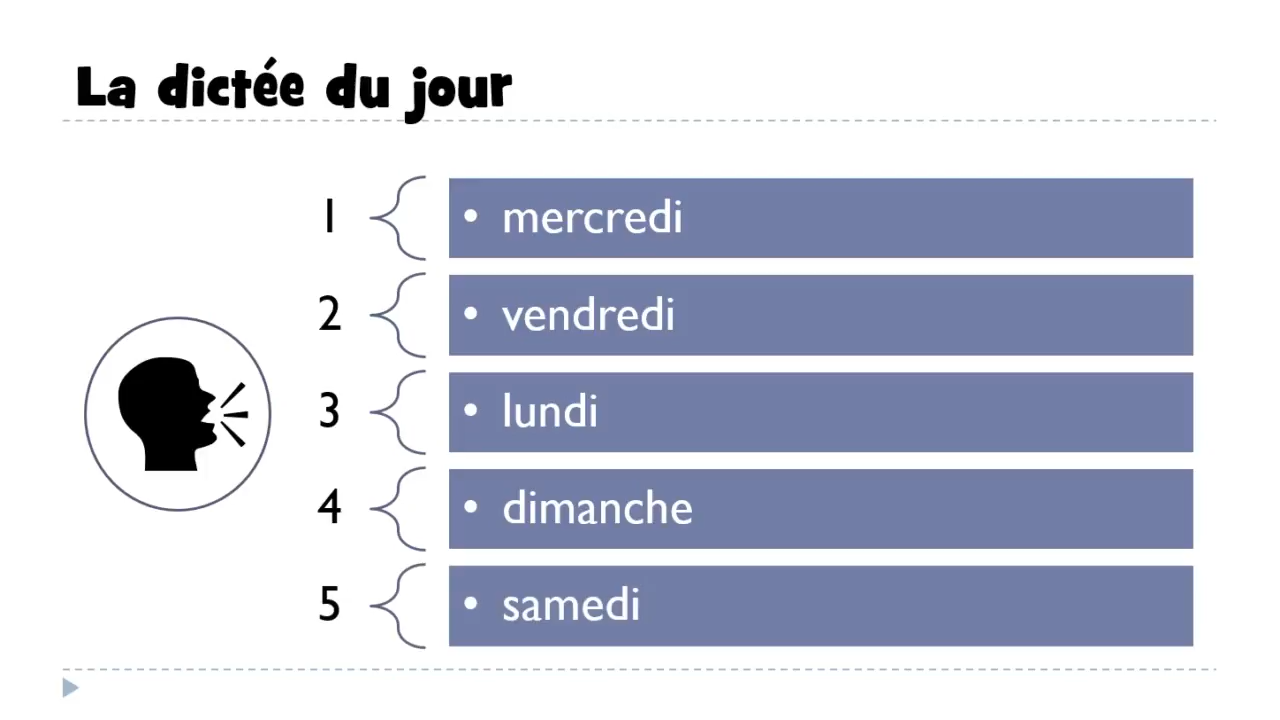 La dictée du jour
1 • mercredi
2 • vendredi
3 • lundi
4 • dimanche
5 • samedi